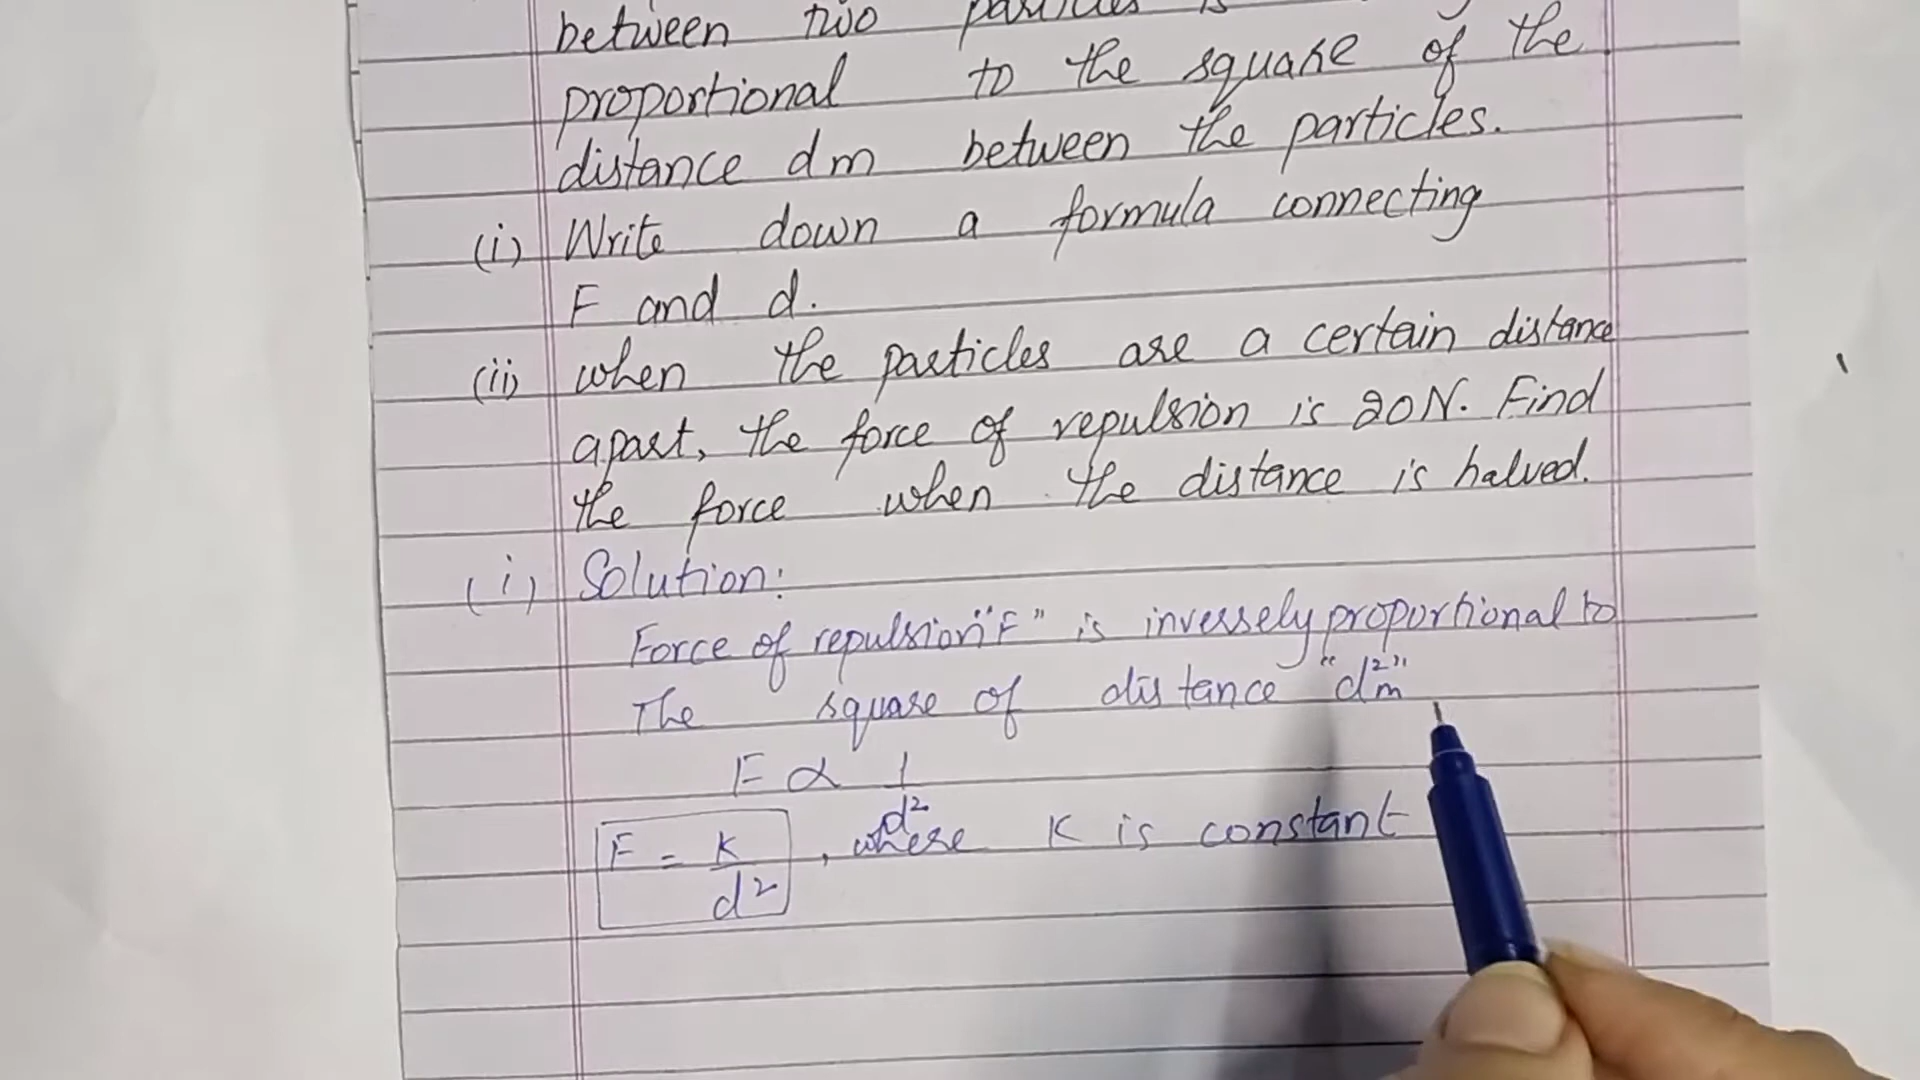 between two particles is
proportional to the square of the
distance dm between the particles.
(i) Write down a formula connecting
F and d.
(ii) when the particles are a certain distance
apart, the force of repulsion is 20N. Find
the force when the distance is halved.
(i) Solution:
Force of repulsion "F" is inversely proportional to
The square of distance "d²m"
F ∝ 1/d²
F = K/d² , where K is constant